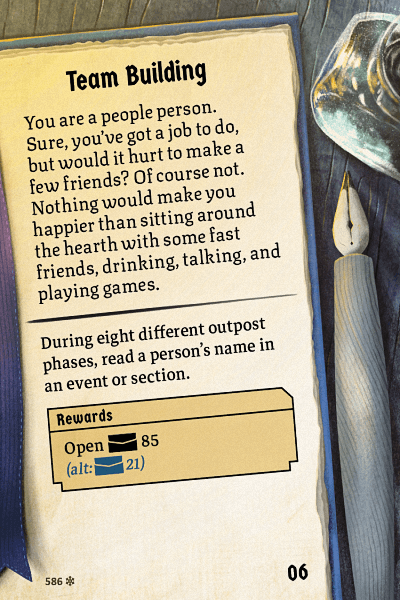 Team Building
You are a people person.
Sure, you've got a job to do,
but would it hurt to make a
few friends? Of course not.
Nothing would make you
happier than sitting around
the hearth with some fast
friends, drinking, talking, and
playing games.
During eight different outpost
phases, read a person's name in
an event or section.
Rewards
Open 85
(alt: 21)
586
06